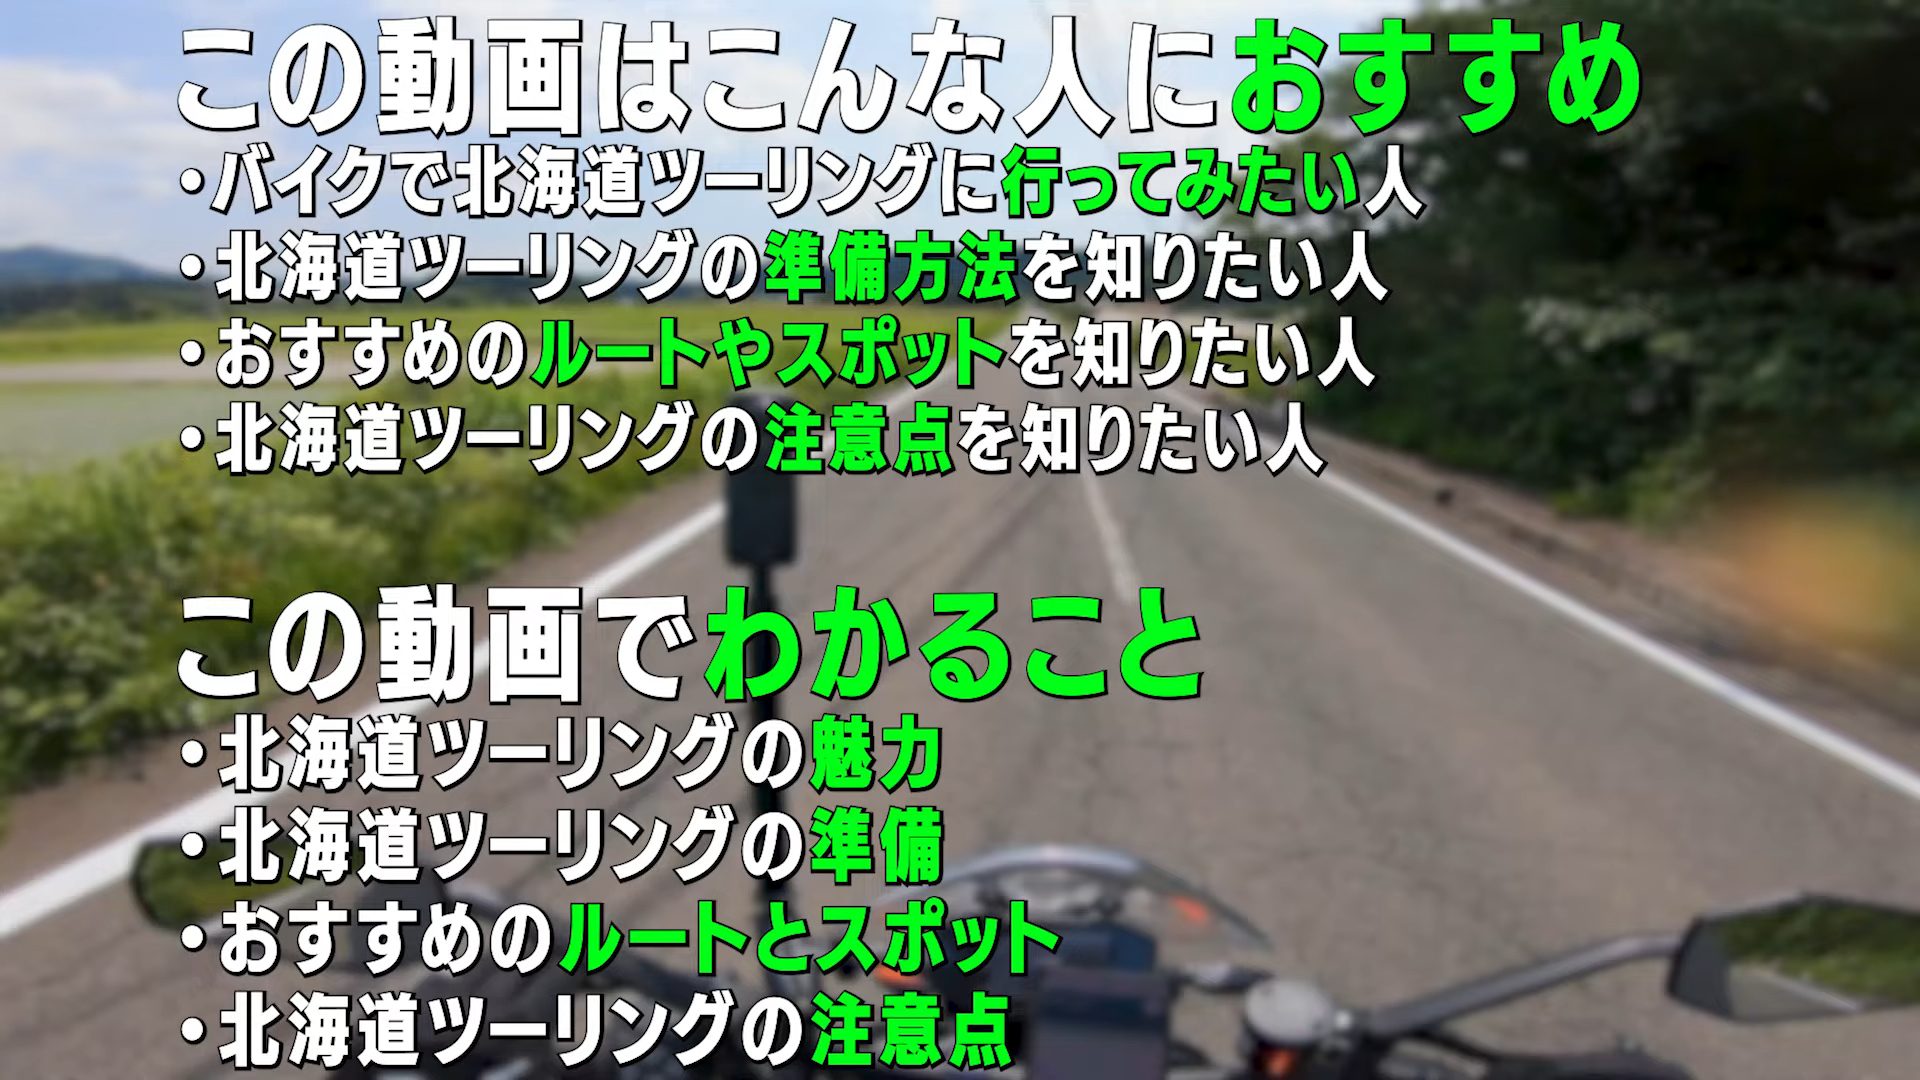 この動画はこんな人におすすめ
・バイクで北海道ツーリングに行ってみたい人
・北海道ツーリングの準備方法を知りたい人
・おすすめのルートやスポットを知りたい人
・北海道ツーリングの注意点を知りたい人
この動画でわかること
・北海道ツーリングの魅力
・北海道ツーリングの準備
・おすすめのルートとスポット
・北海道ツーリングの注意点